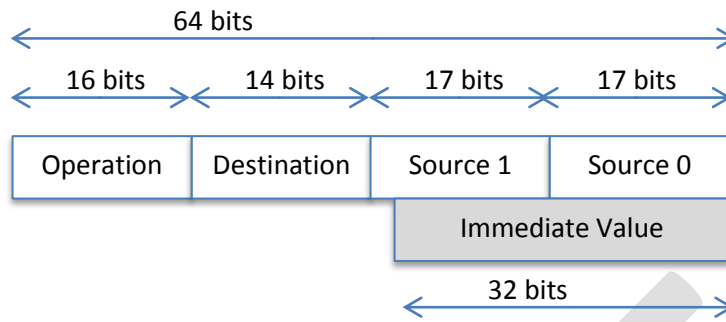 64 bits
16 bits 14 bits 17 bits 17 bits
Operation Destination Source 1 Source 0
Immediate Value
32 bits